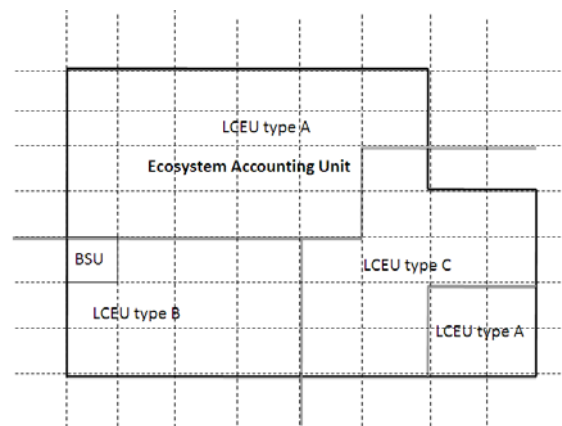 LCEU type A
Ecosystem Accounting Unit
BSU
LCEU type C
LCEU type B
LCEU type A